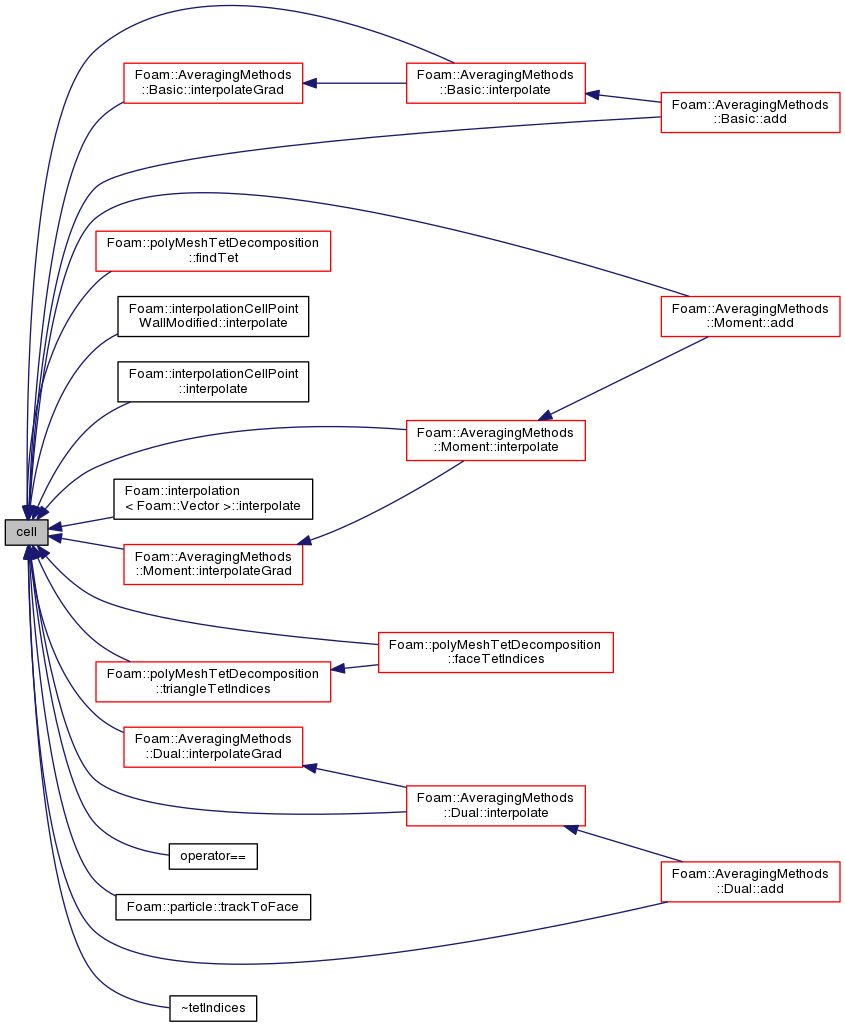 Foam::AveragingMethods
::Basic::interpolateGrad
Foam::AveragingMethods
::Basic::interpolate
Foam::AveragingMethods
::Basic::add
Foam::polyMeshTetDecomposition
::findTet
Foam::interpolationCellPoint
WallModified::interpolate
Foam::AveragingMethods
::Moment::add
Foam::interpolationCellPoint
::interpolate
Foam::AveragingMethods
::Moment::interpolate
Foam::interpolation
< Foam::Vector >::interpolate
cell
Foam::AveragingMethods
::Moment::interpolateGrad
Foam::polyMeshTetDecomposition
::faceTetIndices
Foam::polyMeshTetDecomposition
::triangleTetIndices
Foam::AveragingMethods
::Dual::interpolateGrad
Foam::AveragingMethods
::Dual::interpolate
operator==
Foam::AveragingMethods
::Dual::add
Foam::particle::trackToFace
~tetIndices